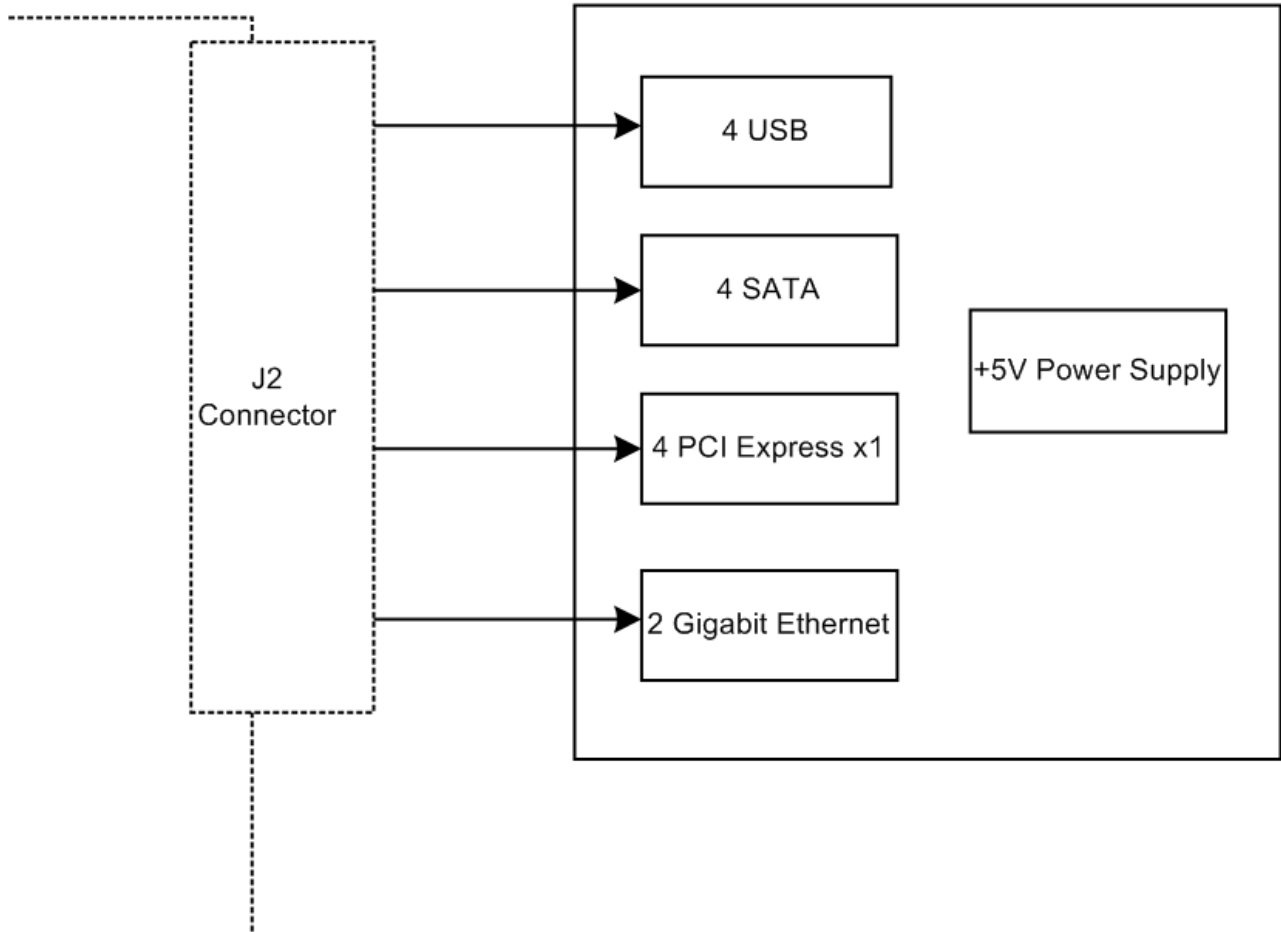 4 USB
4 SATA
J2
Connector
+5V Power Supply
4 PCI Express x1
2 Gigabit Ethernet